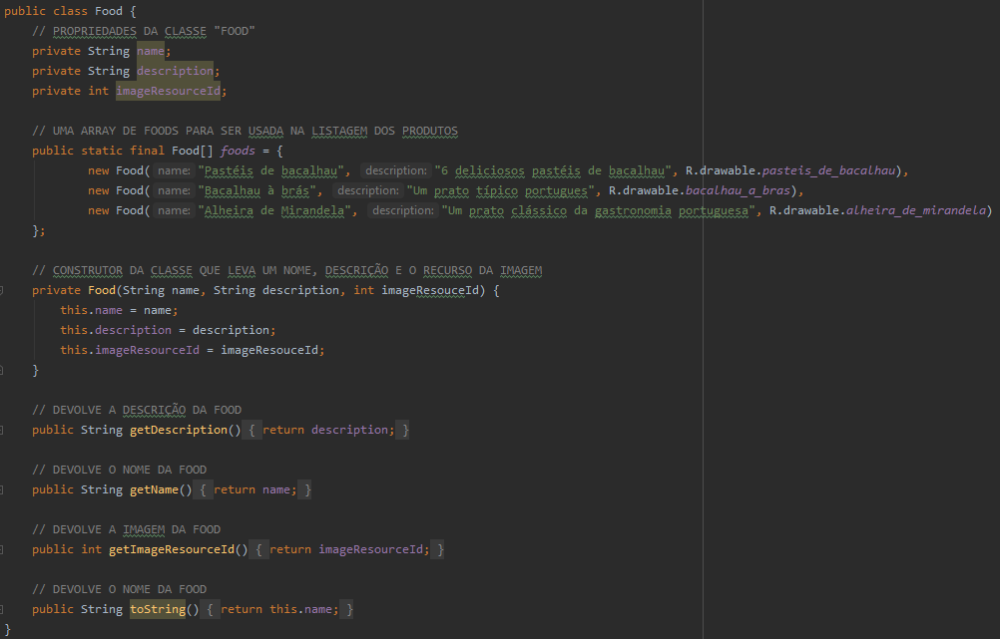 public class Food {
// PROPRIEDADES DA CLASSE "FOOD"
private String name;
private String description;
private int imageResourceId;
// UMA ARRAY DE FOODS PARA SER USADA NA LISTAGEM DOS PRODUTOS
public static final Food[] foods = {
new Food( name: "Pastéis de bacalhau", description: "6 deliciosos pastéis de bacalhau", R.drawable.pasteis_de_bacalhau),
new Food( name: "Bacalhau à brás", description: "Um prato típico portugues", R.drawable.bacalhau_a_bras),
new Food( name: "Alheira de Mirandela", description: "Um prato clássico da gastronomia portuguesa", R.drawable.alheira_de_mirandela)
};
// CONSTRUTOR DA CLASSE QUE LEVA UM NOME, DESCRIÇÃO E O RECURSO DA IMAGEM
private Food(String name, String description, int imageResouceId) {
this.name = name;
this.description = description;
this.imageResourceId = imageResouceId;
}
// DEVOLVE A DESCRIÇÃO DA FOOD
public String getDescription() { return description; }
// DEVOLVE O NOME DA FOOD
public String getName() { return name; }
// DEVOLVE A IMAGEM DA FOOD
public int getImageResourceId() { return imageResourceId; }
// DEVOLVE O NOME DA FOOD
public String toString() { return this.name; }
}